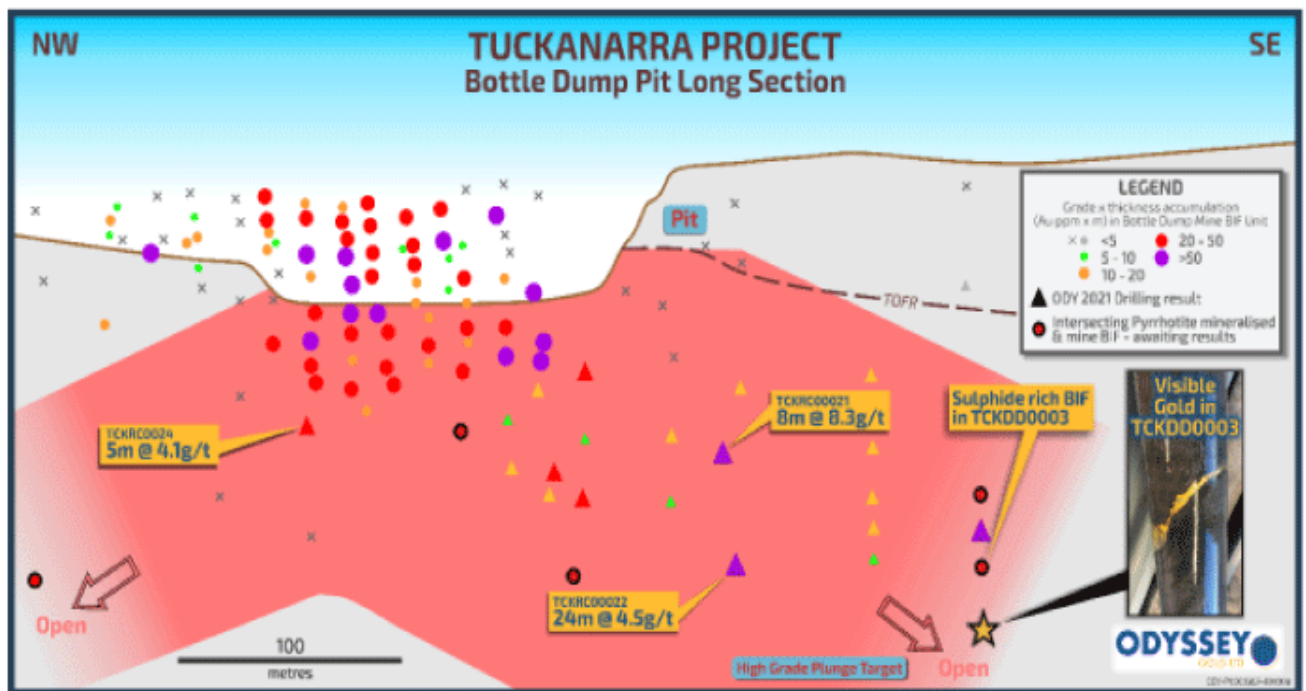 NW
TUCKANARRA PROJECT
SE
Bottle Dump Pit Long Section
LEGEND
Grade x thickness accumulation
(Au ppm x m) in Bottle Dump Mine BIF Unit
<5
20 - 50
5 - 10
>50
10 - 20
ODY 2021 Drilling result
Intersecting Pyrrhotite mineralised
& mine BIF - awaiting results
Pit
TOFR
Visible
Gold in
TCKDD0003
Sulphide rich BIF
in TCKDD0003
TCKRC00021
8m @ 8.3g/t
TCKRC0024
5m @ 4.1g/t
TCKRC00022
24m @ 4.5g/t
Open
100
metres
High Grade Plunge Target
Open
ODYSSEY
GOLD LTD